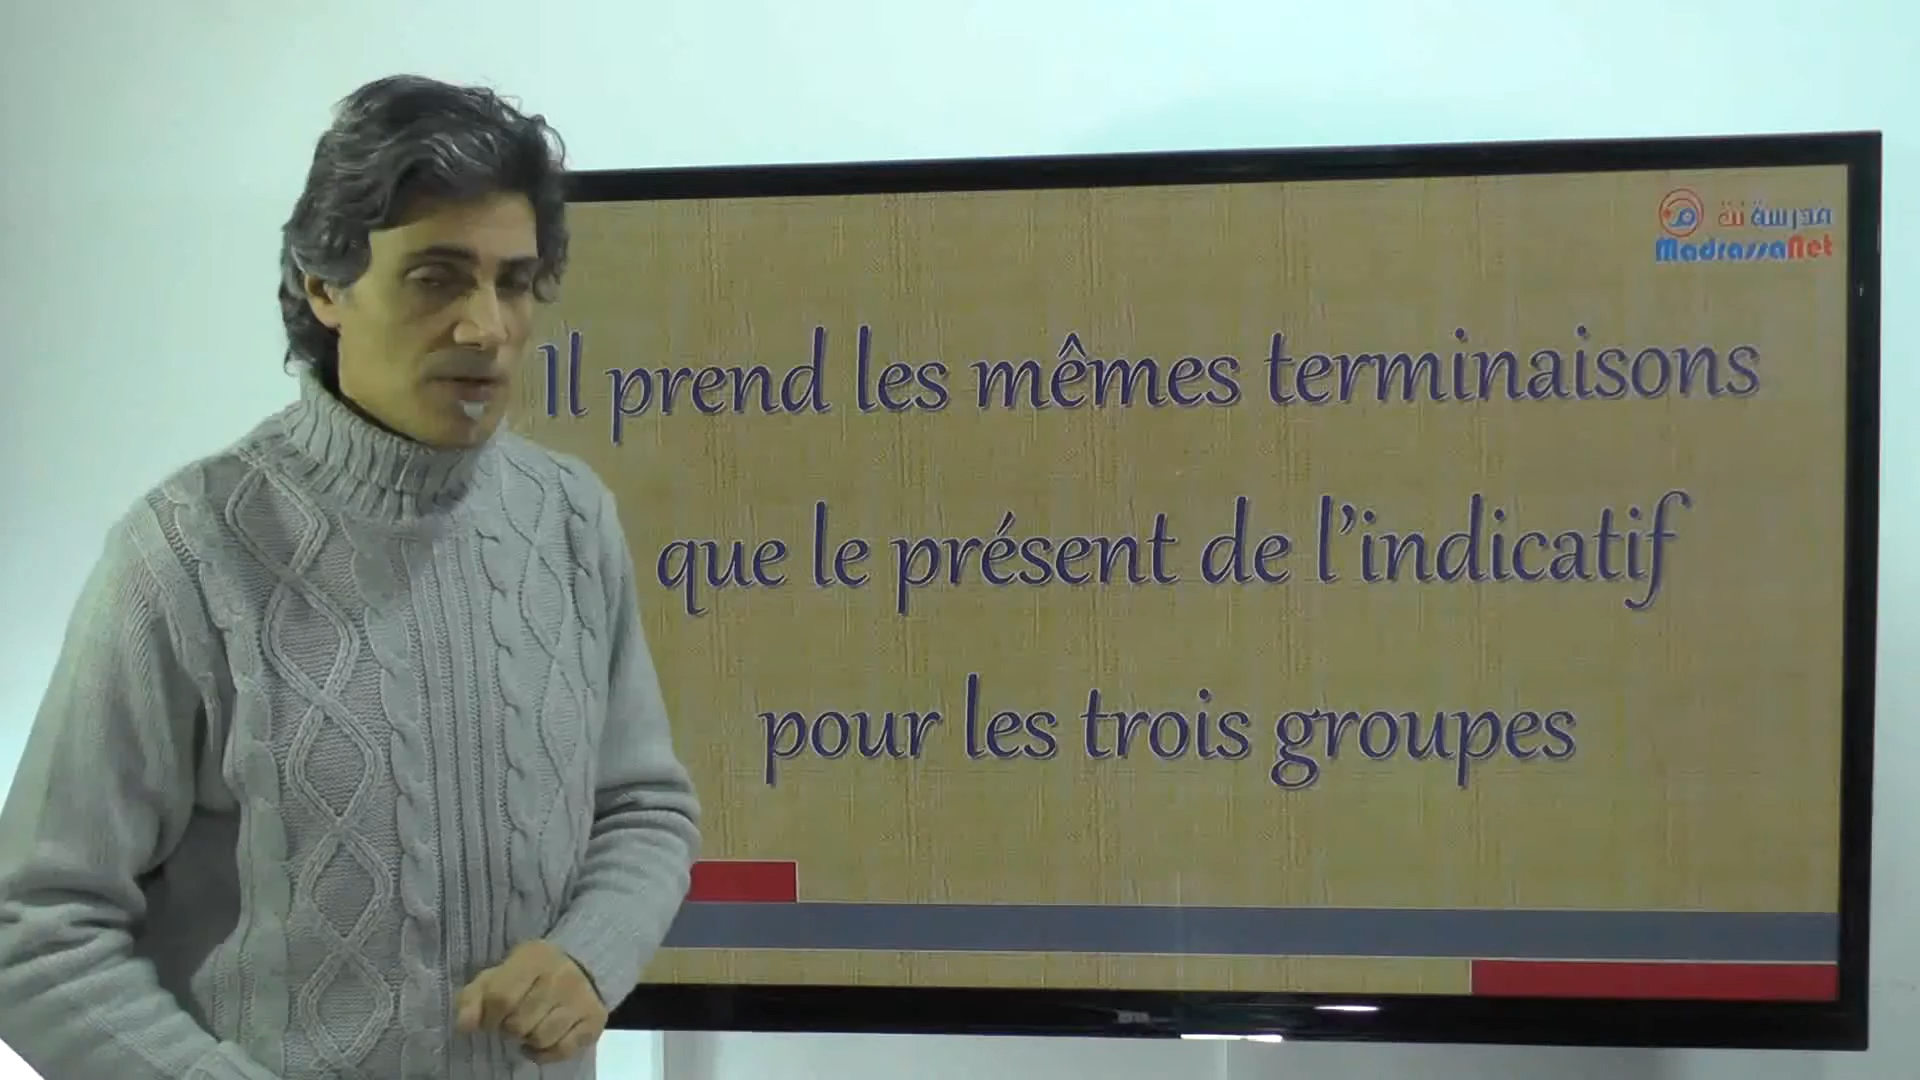 مدرسة نت
MadrassaNet
Il prend les mêmes terminaisons
que le présent de l'indicatif
pour les trois groupes